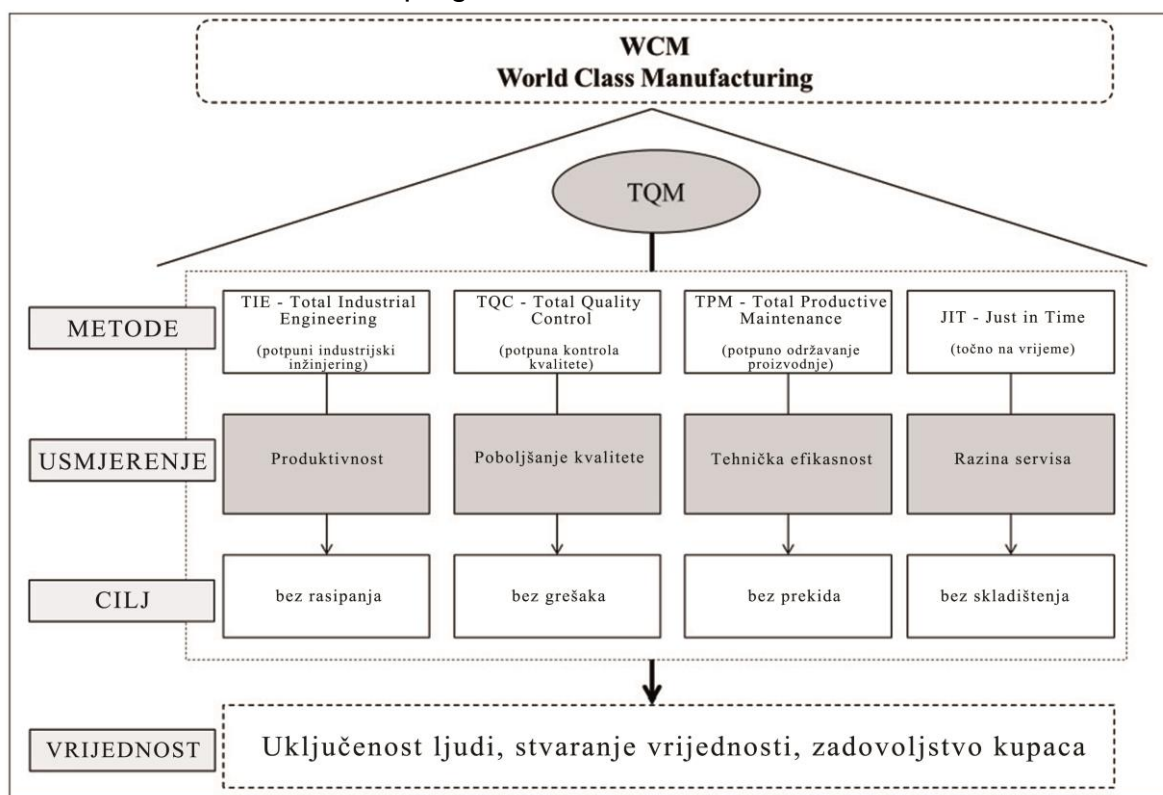 WCM
World Class Manufacturing
TQM
METODE
TIE - Total Industrial
Engineering
(potpuni industrijski
inžinjering)
TQC - Total Quality
Control
(potpuna kontrola
kvalitete)
TPM - Total Productive
Maintenance
(potpuno održavanje
proizvodnje)
JIT - Just in Time
(točno na vrijeme)
USMJERENJE
Produktivnost
Poboljšanje kvalitete
Tehnička efikasnost
Razina servisa
CILJ
bez rasipanja
bez grešaka
bez prekida
bez skladištenja
VRIJEDNOST
Uključenost ljudi, stvaranje vrijednosti, zadovoljstvo kupaca